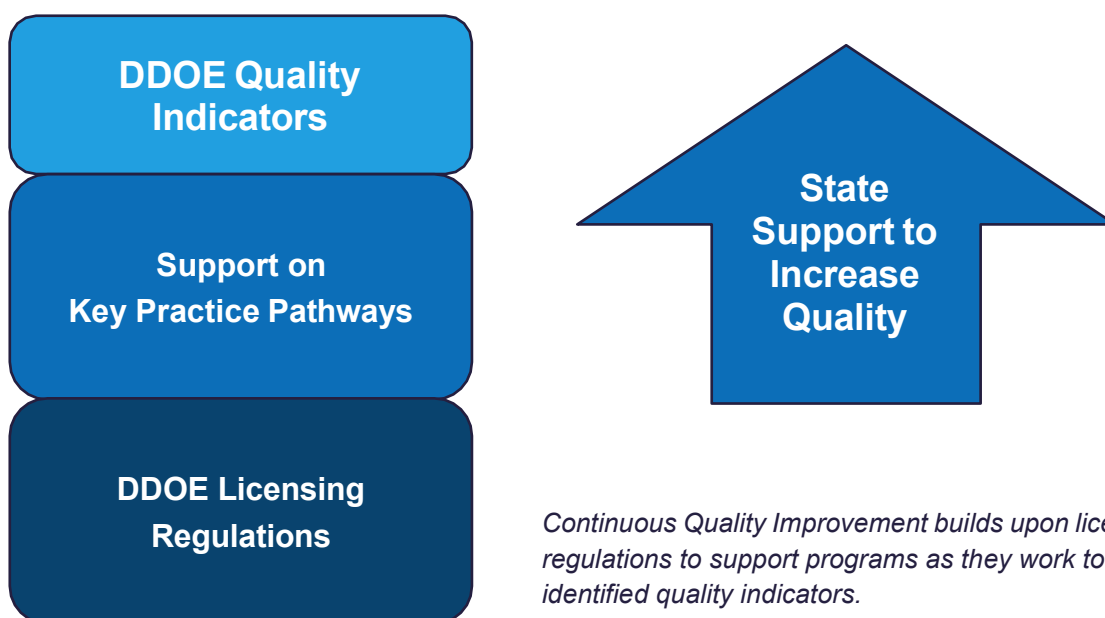 DDOE Quality
Indicators
Support on
Key Practice Pathways
DDOE Licensing
Regulations
State
Support to
Increase
Quality
Continuous Quality Improvement builds upon
regulations to support programs as they work to
identified quality indicators.